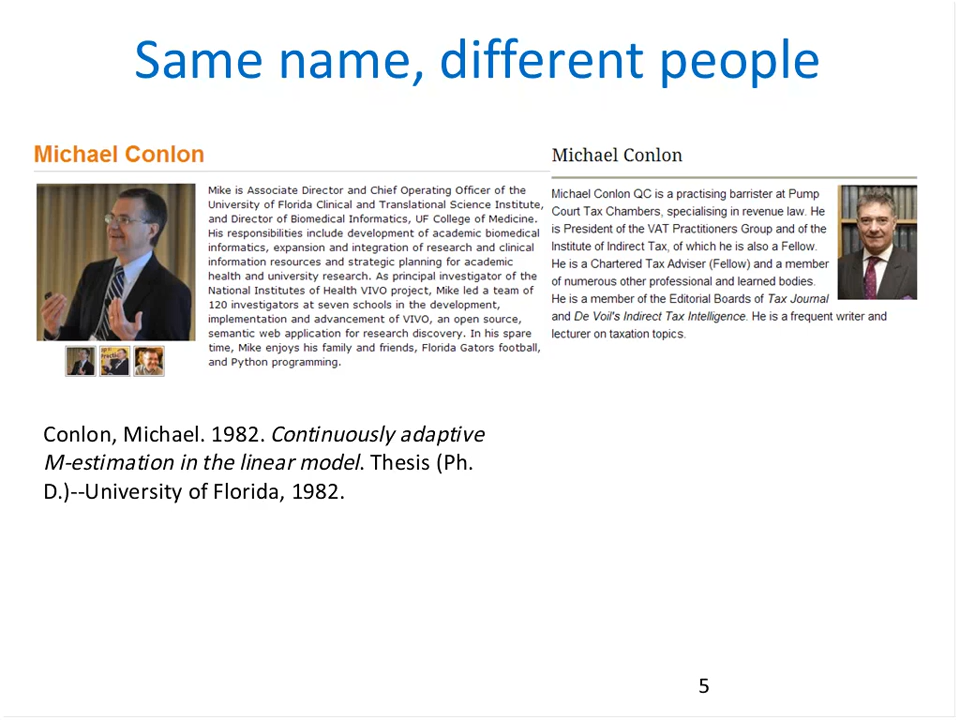 Same name, different people
Michael Conlon
Mike is Associate Director and Chief Operating Officer of the
University of Florida Clinical and Translational Science Institute,
and Director of Biomedical Informatics, UF College of Medicine.
His responsibilities include development of academic biomedical
informatics, expansion and integration of research and clinical
information resources and strategic planning for academic
health and university research. As principal investigator of the
National Institutes of Health VIVO project, Mike led a team of
120 investigators at seven schools in the development,
implementation and advancement of VIVO, an open source,
semantic web application for research discovery. In his spare
time, Mike enjoys his family and friends, Florida Gators football,
and Python programming.
Michael Conlon
Michael Conlon QC is a practising barrister at Pump
Court Tax Chambers, specialising in revenue law. He
is President of the VAT Practitioners Group and of the
Institute of Indirect Tax, of which he is also a Fellow.
He is a Chartered Tax Adviser (Fellow) and a member
of numerous other professional and learned bodies.
He is a member of the Editorial Boards of Tax Journal
and De Voil's Indirect Tax Intelligence. He is a frequent writer and
lecturer on taxation topics.
Conlon, Michael. 1982. Continuously adaptive
M-estimation in the linear model. Thesis (Ph.
D.)--University of Florida, 1982.
5